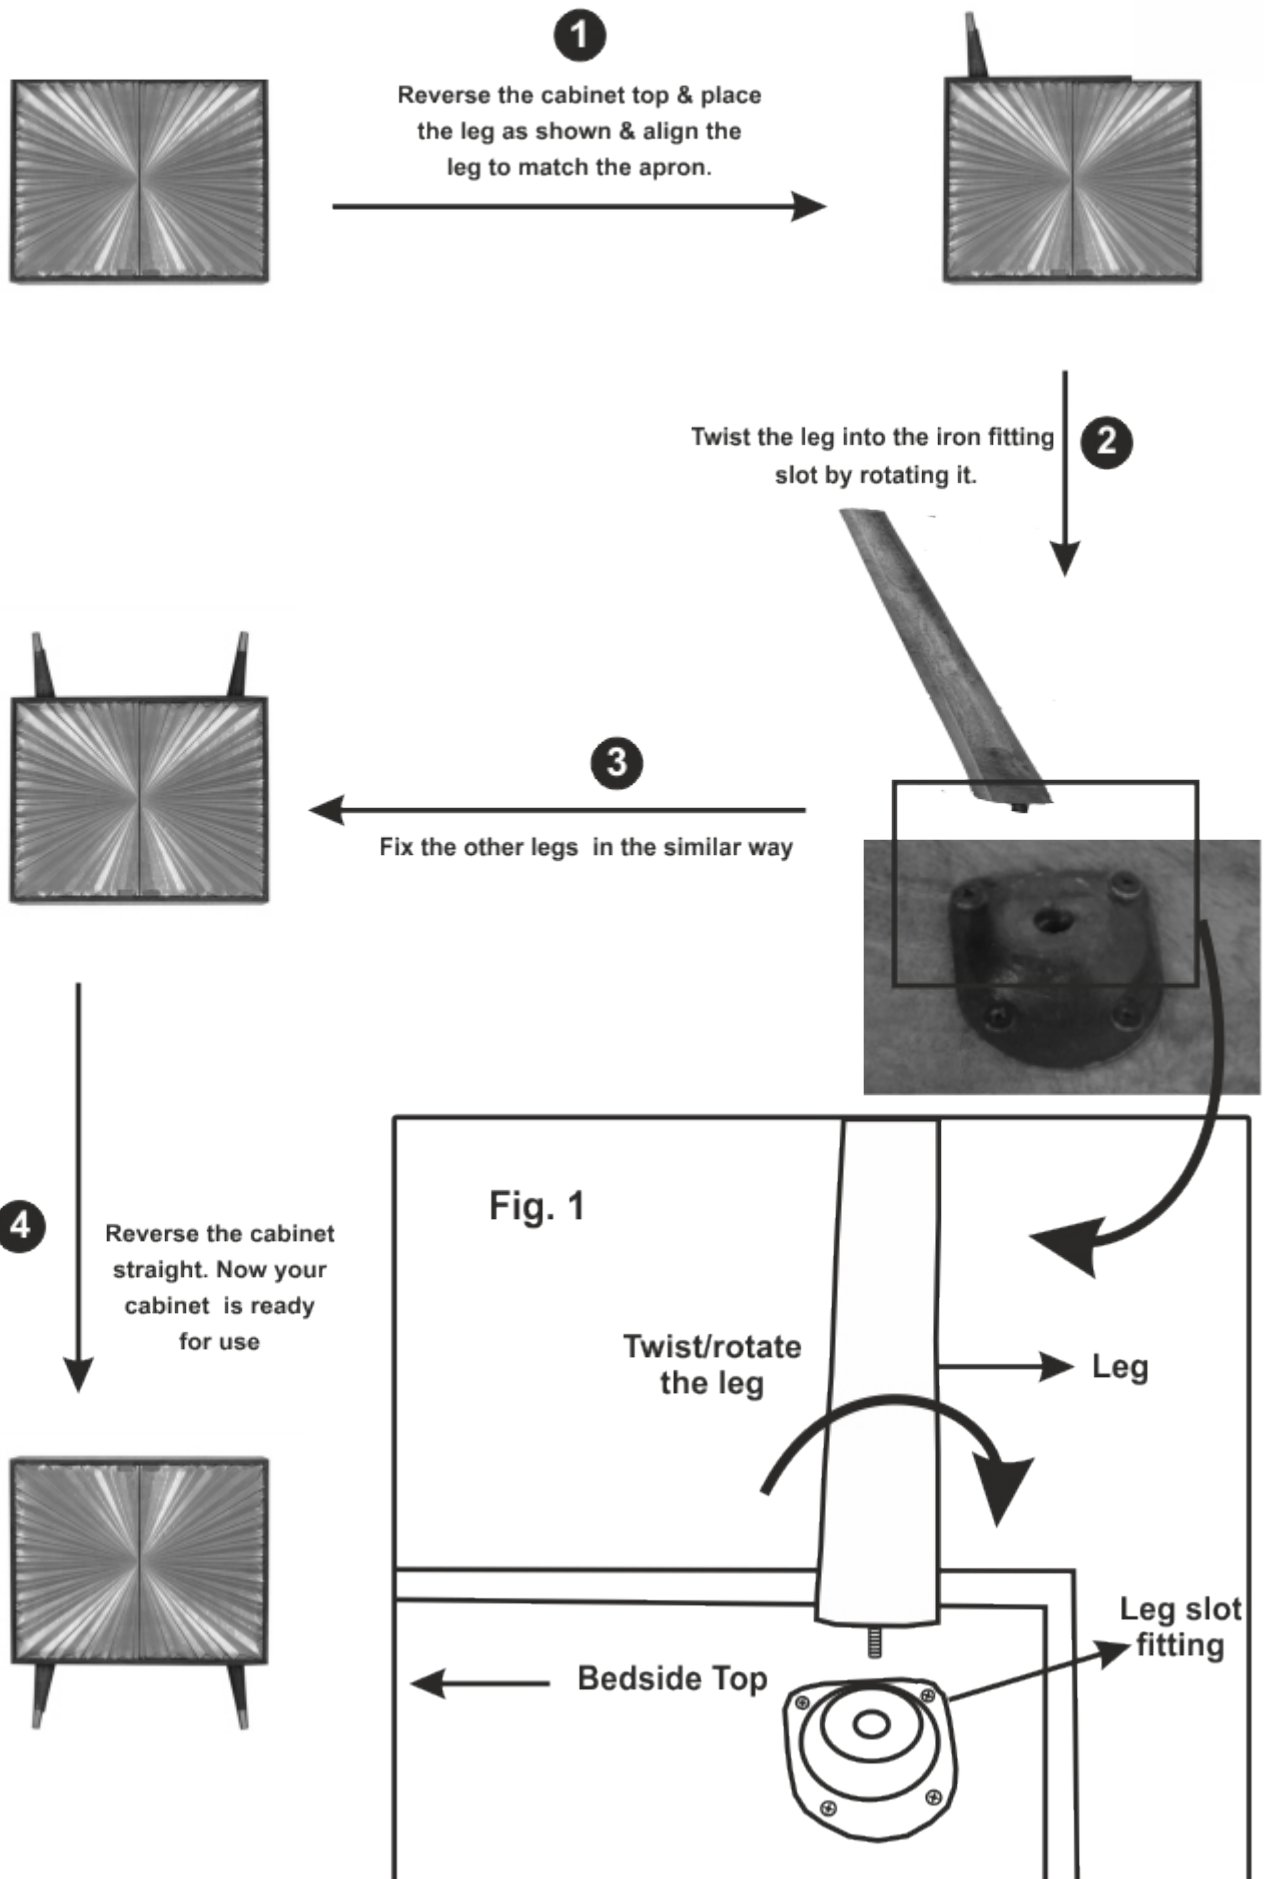 1
Reverse the cabinet top & place
the leg as shown & align the
leg to match the apron.
Twist the leg into the iron fitting
slot by rotating it.
2
3
Fix the other legs in the similar way
4
Reverse the cabinet
straight. Now your
cabinet is ready
for use
Fig. 1
Twist/rotate
the leg
Leg
Leg slot
fitting
Bedside Top